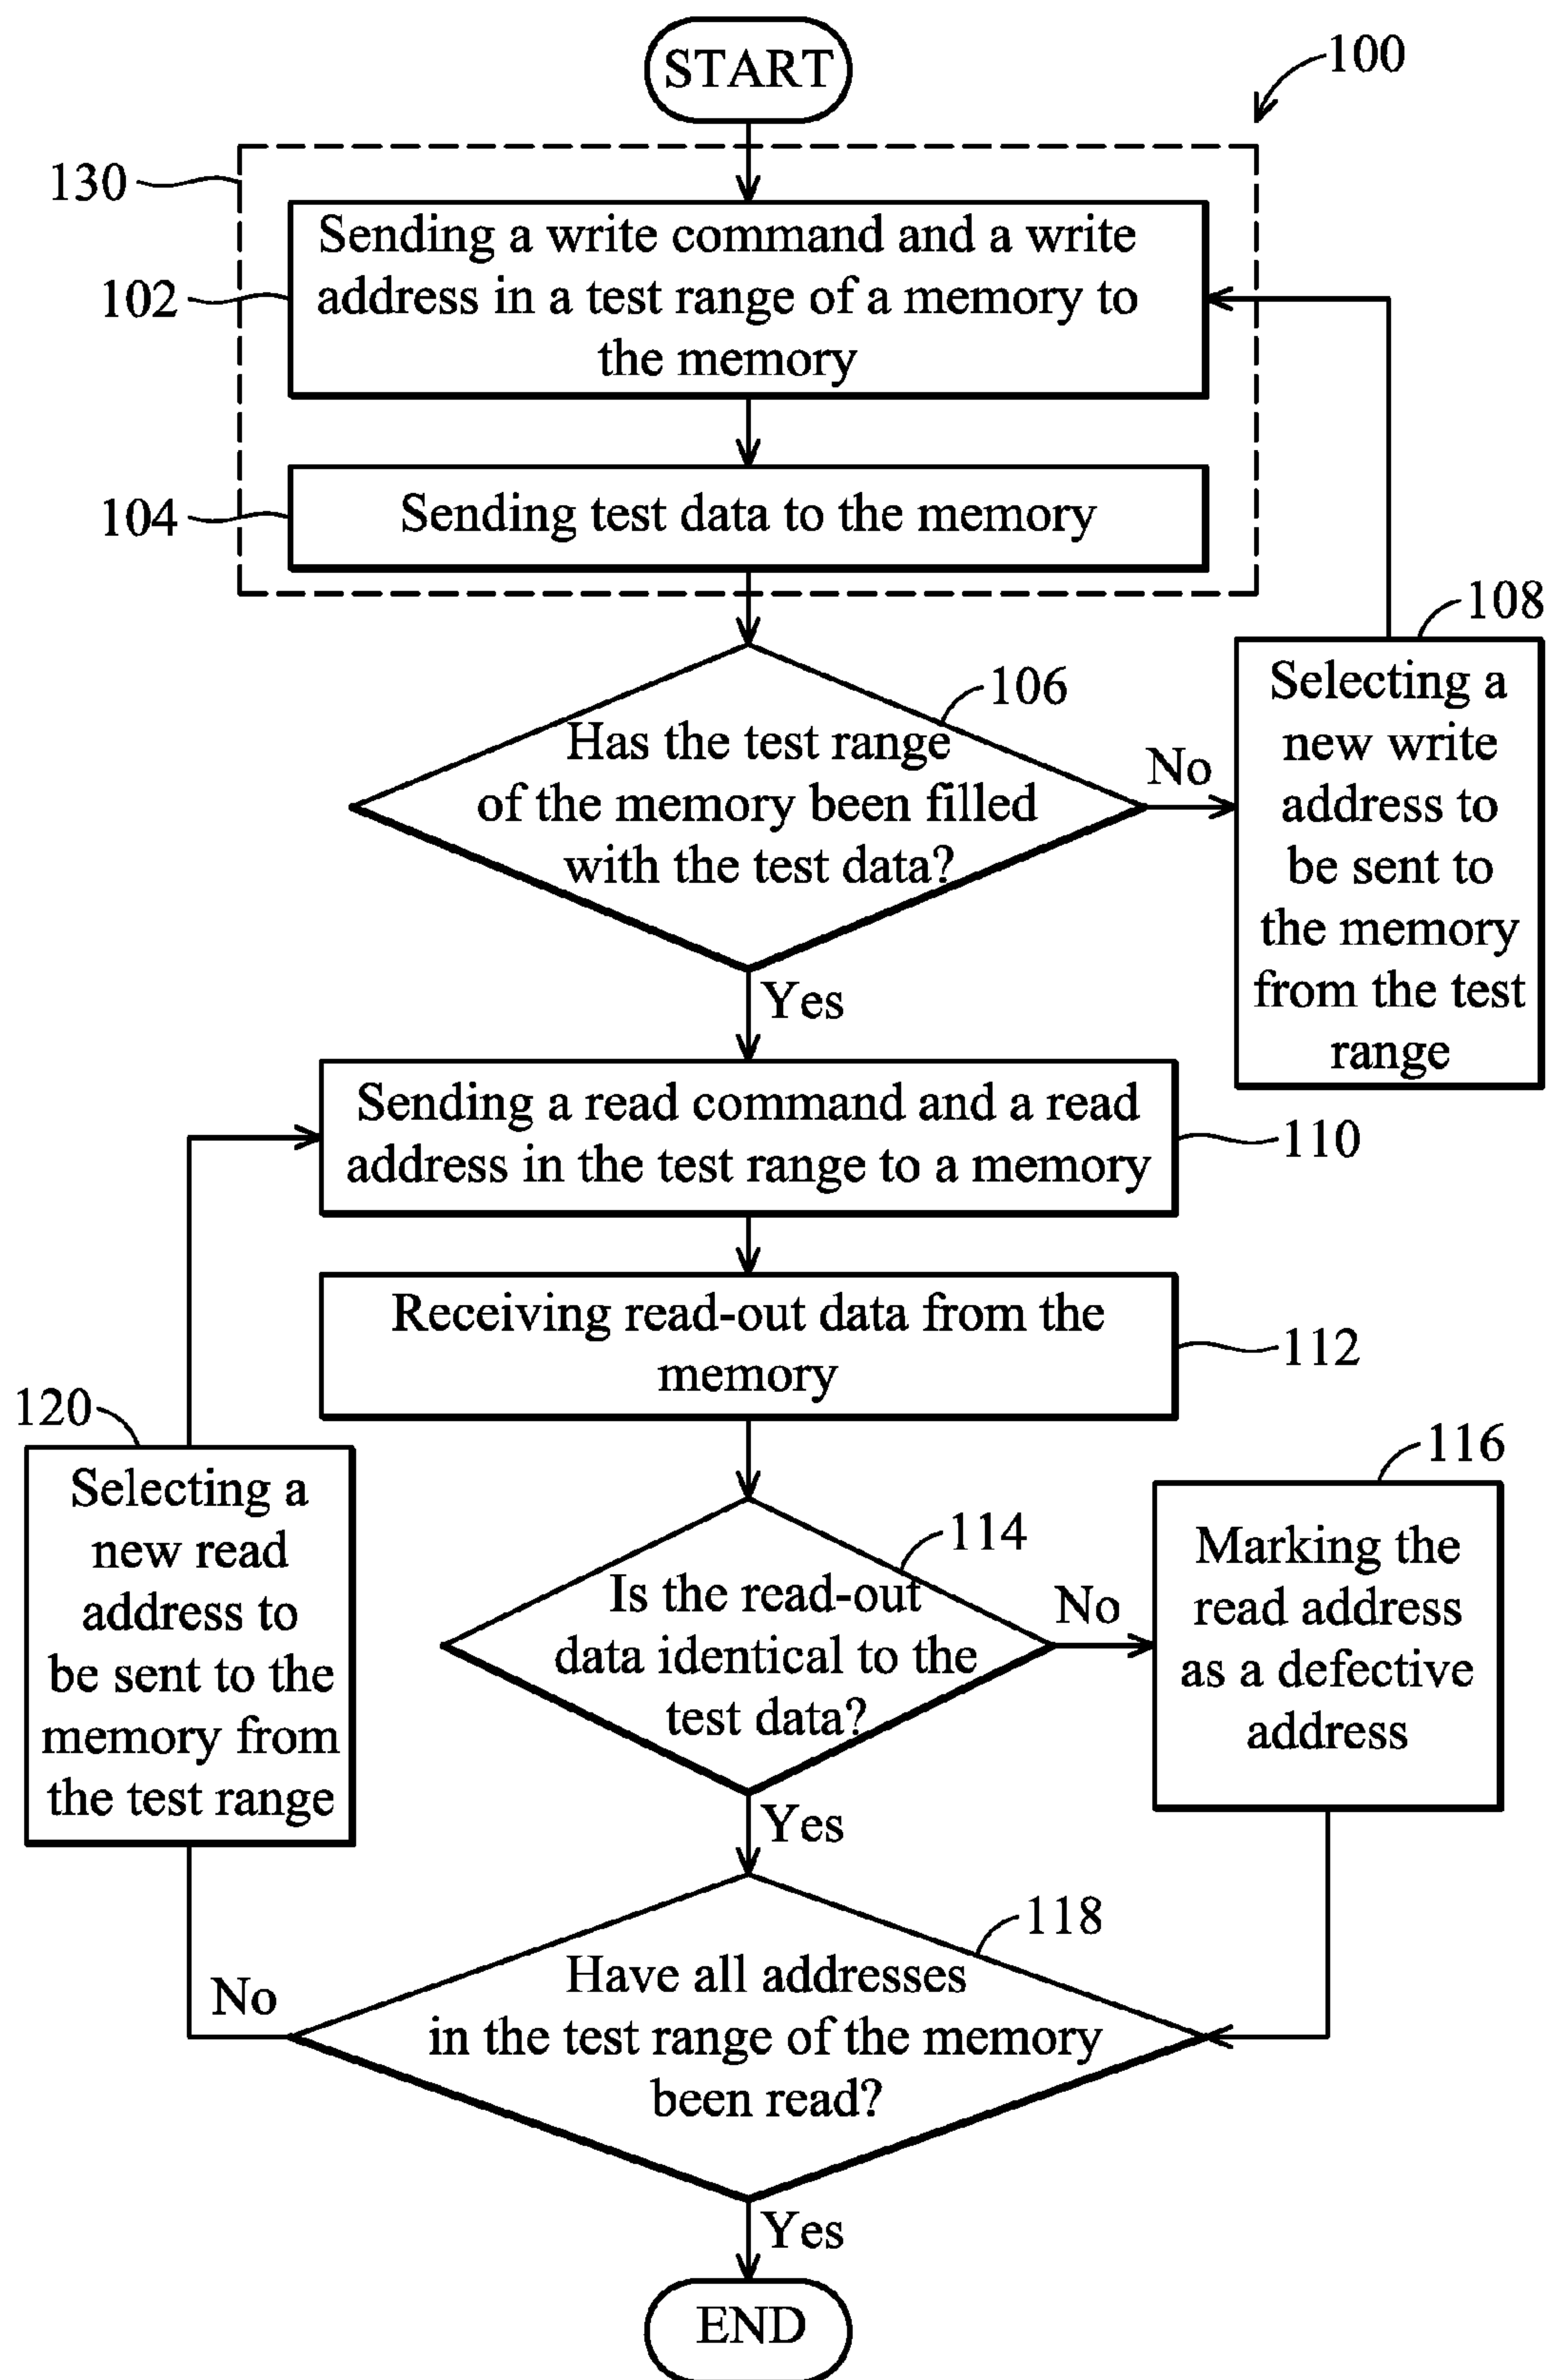 START
100
130
102
Sending a write command and a write
address in a test range of a memory to
the memory
104
Sending test data to the memory
106
Has the test range
of the memory been filled
with the test data?
No
108
Selecting a
new write
address to
be sent to
the memory
from the test
range
Yes
Sending a read command and a read
address in the test range to a memory
110
Receiving read-out data from the
memory
112
120
Selecting a
new read
address to
be sent to the
memory from
the test range
114
Is the read-out
data identical to the
test data?
No
116
Marking the
read address
as a defective
address
Yes
118
Have all addresses
in the test range of the memory
been read?
No
Yes
END